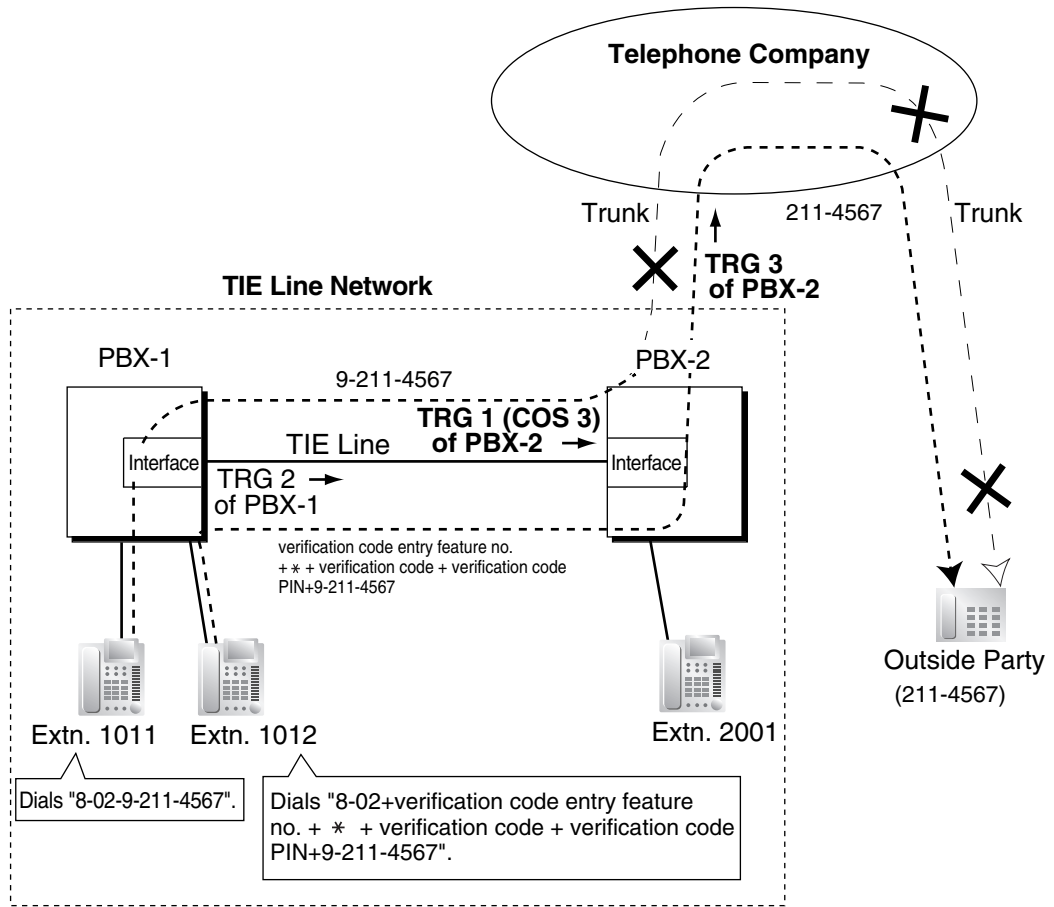 Telephone Company
Trunk
211-4567
Trunk
TRG 3
of PBX-2
TIE Line Network
PBX-1
PBX-2
9-211-4567
TRG 1 (COS 3)
of PBX-2
TIE Line
Interface
Interface
TRG 2
of PBX-1
verification code entry feature no.
+ * + verification code + verification code
PIN+9-211-4567
Outside Party
(211-4567)
Extn. 1011
Extn. 1012
Extn. 2001
Dials "8-02-9-211-4567".
Dials "8-02+verification code entry feature
no. + * + verification code + verification code
PIN+9-211-4567".